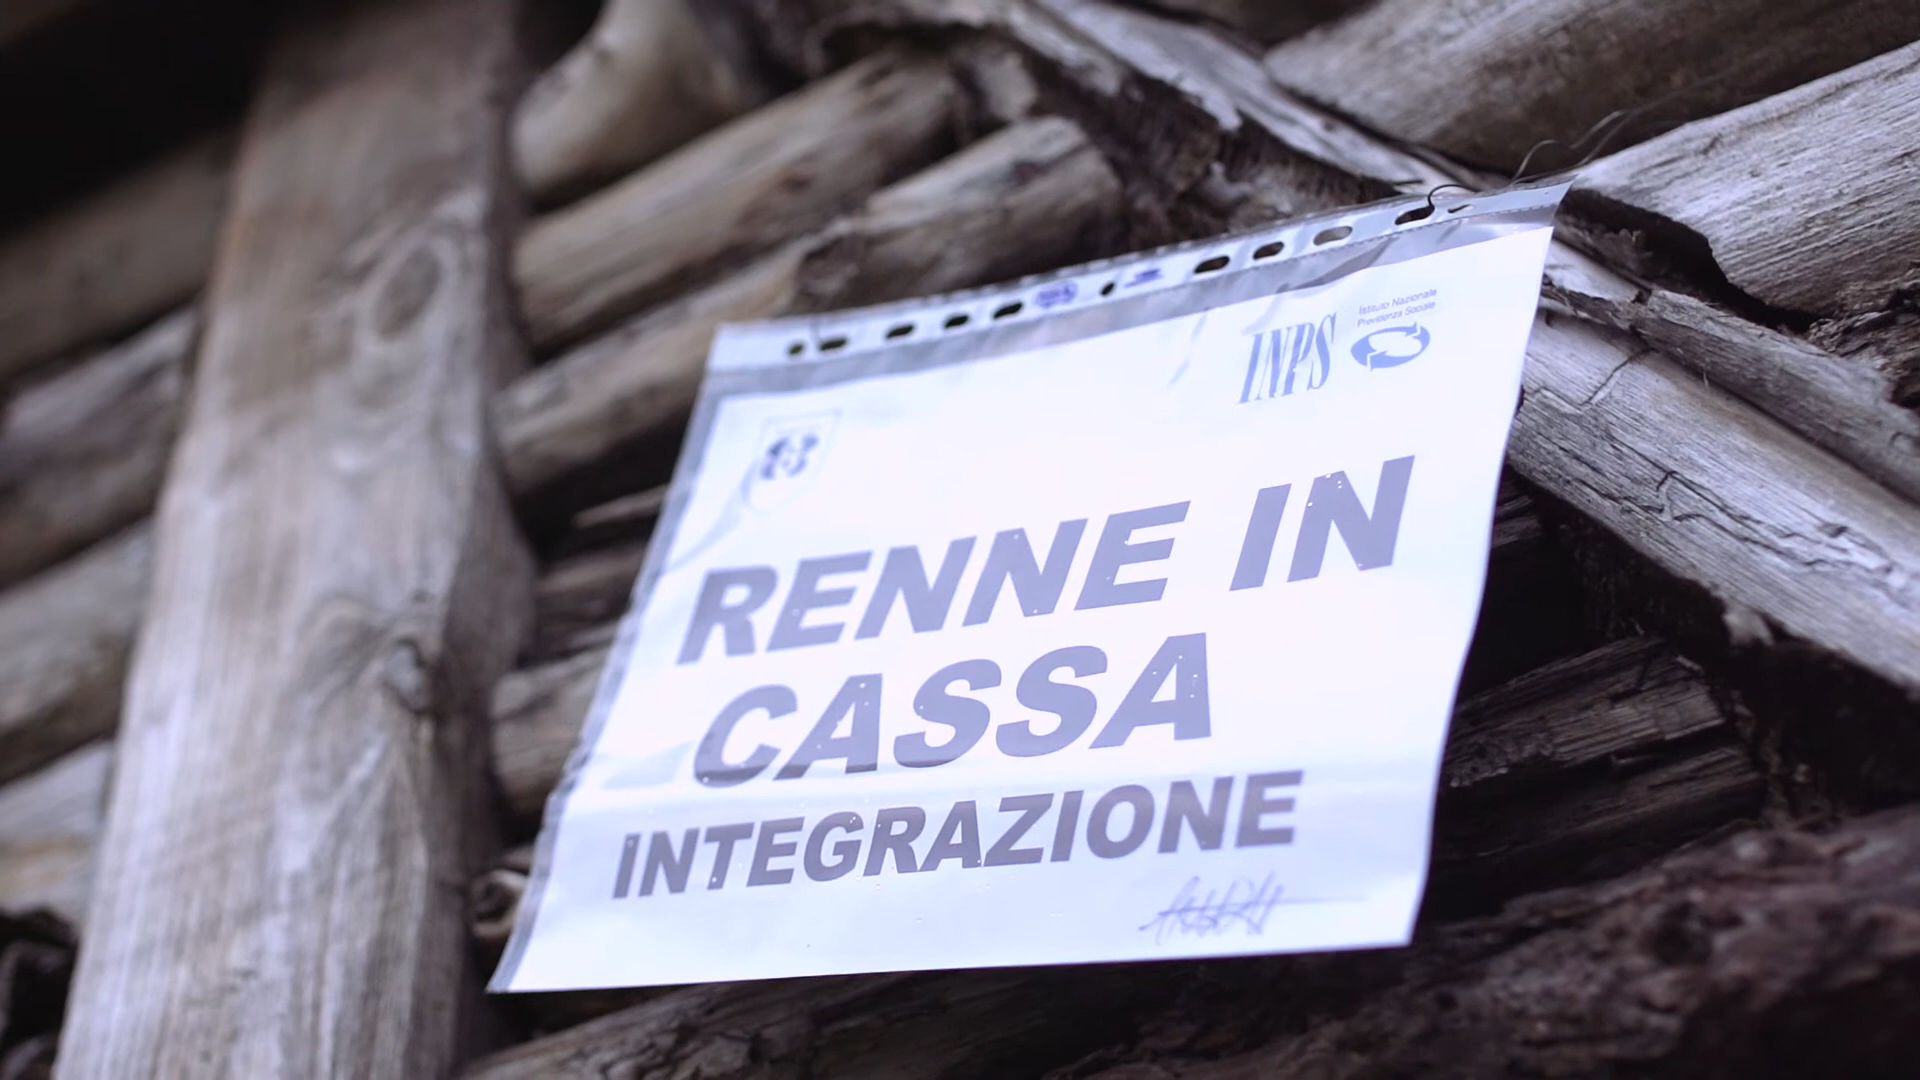 Istituto Nazionale
Previdenza Sociale
INPS
RENNE IN
CASSA
INTEGRAZIONE